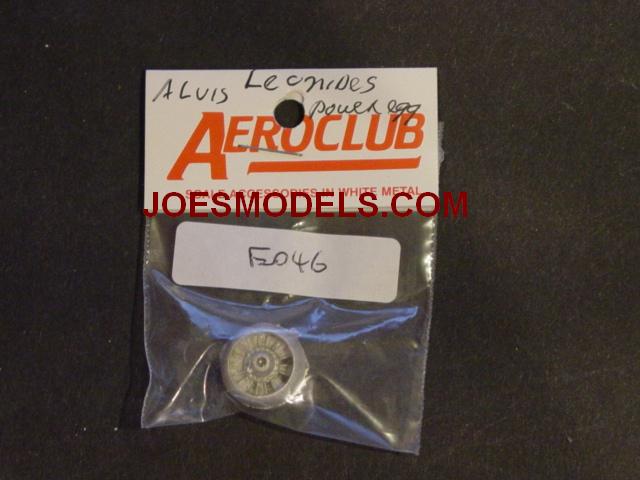 ALVIS Leonides
power egg
AEROCLUB
SCALE ACCESSORIES IN WHITE METAL
JOESMODELS.COM
E046